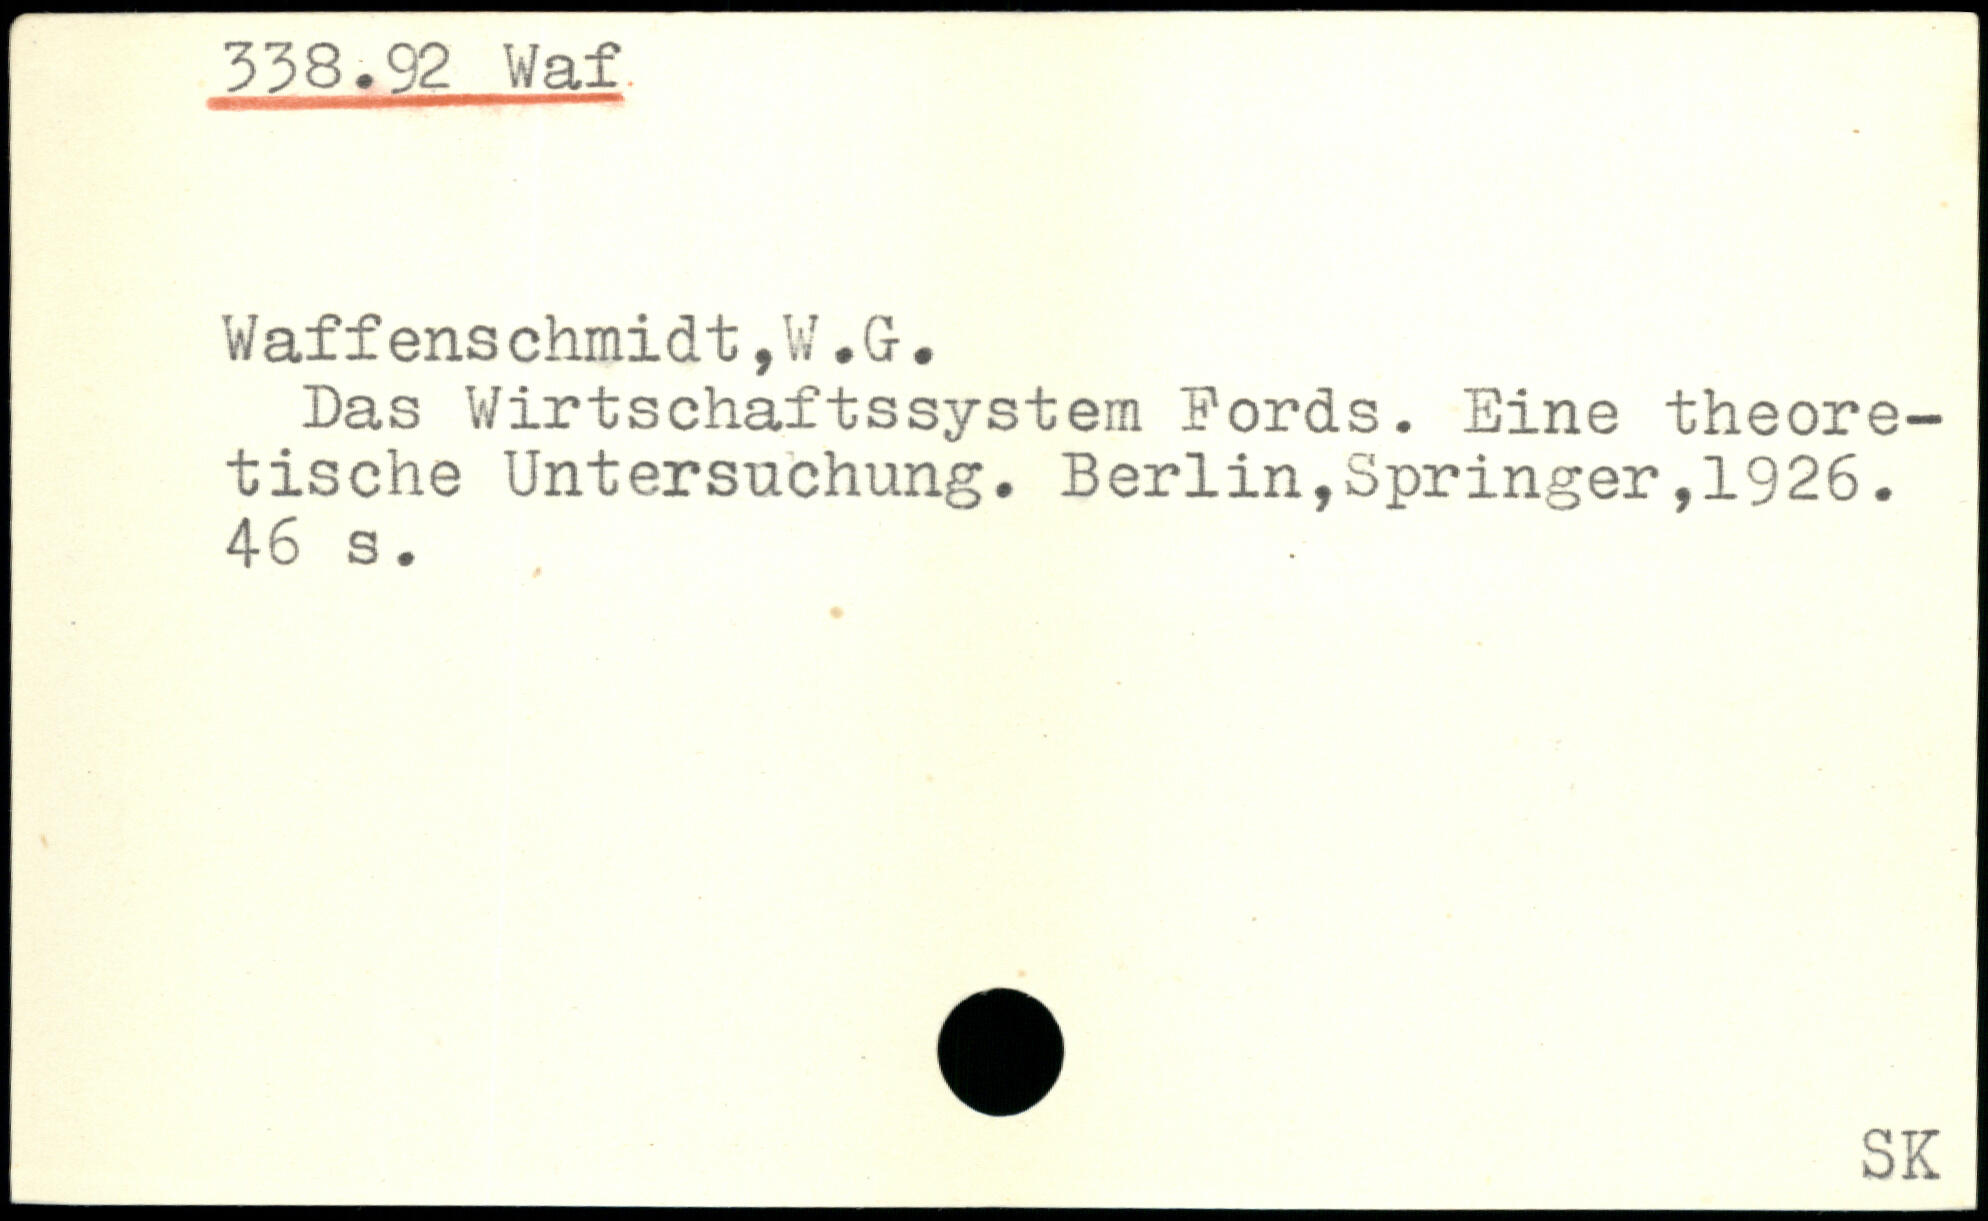 338.92 Waf
Waffenschmidt,W.G.
Das Wirtschaftssystem Fords. Eine theore-
tische Untersuchung. Berlin,Springer,1926.
46 s.
SK